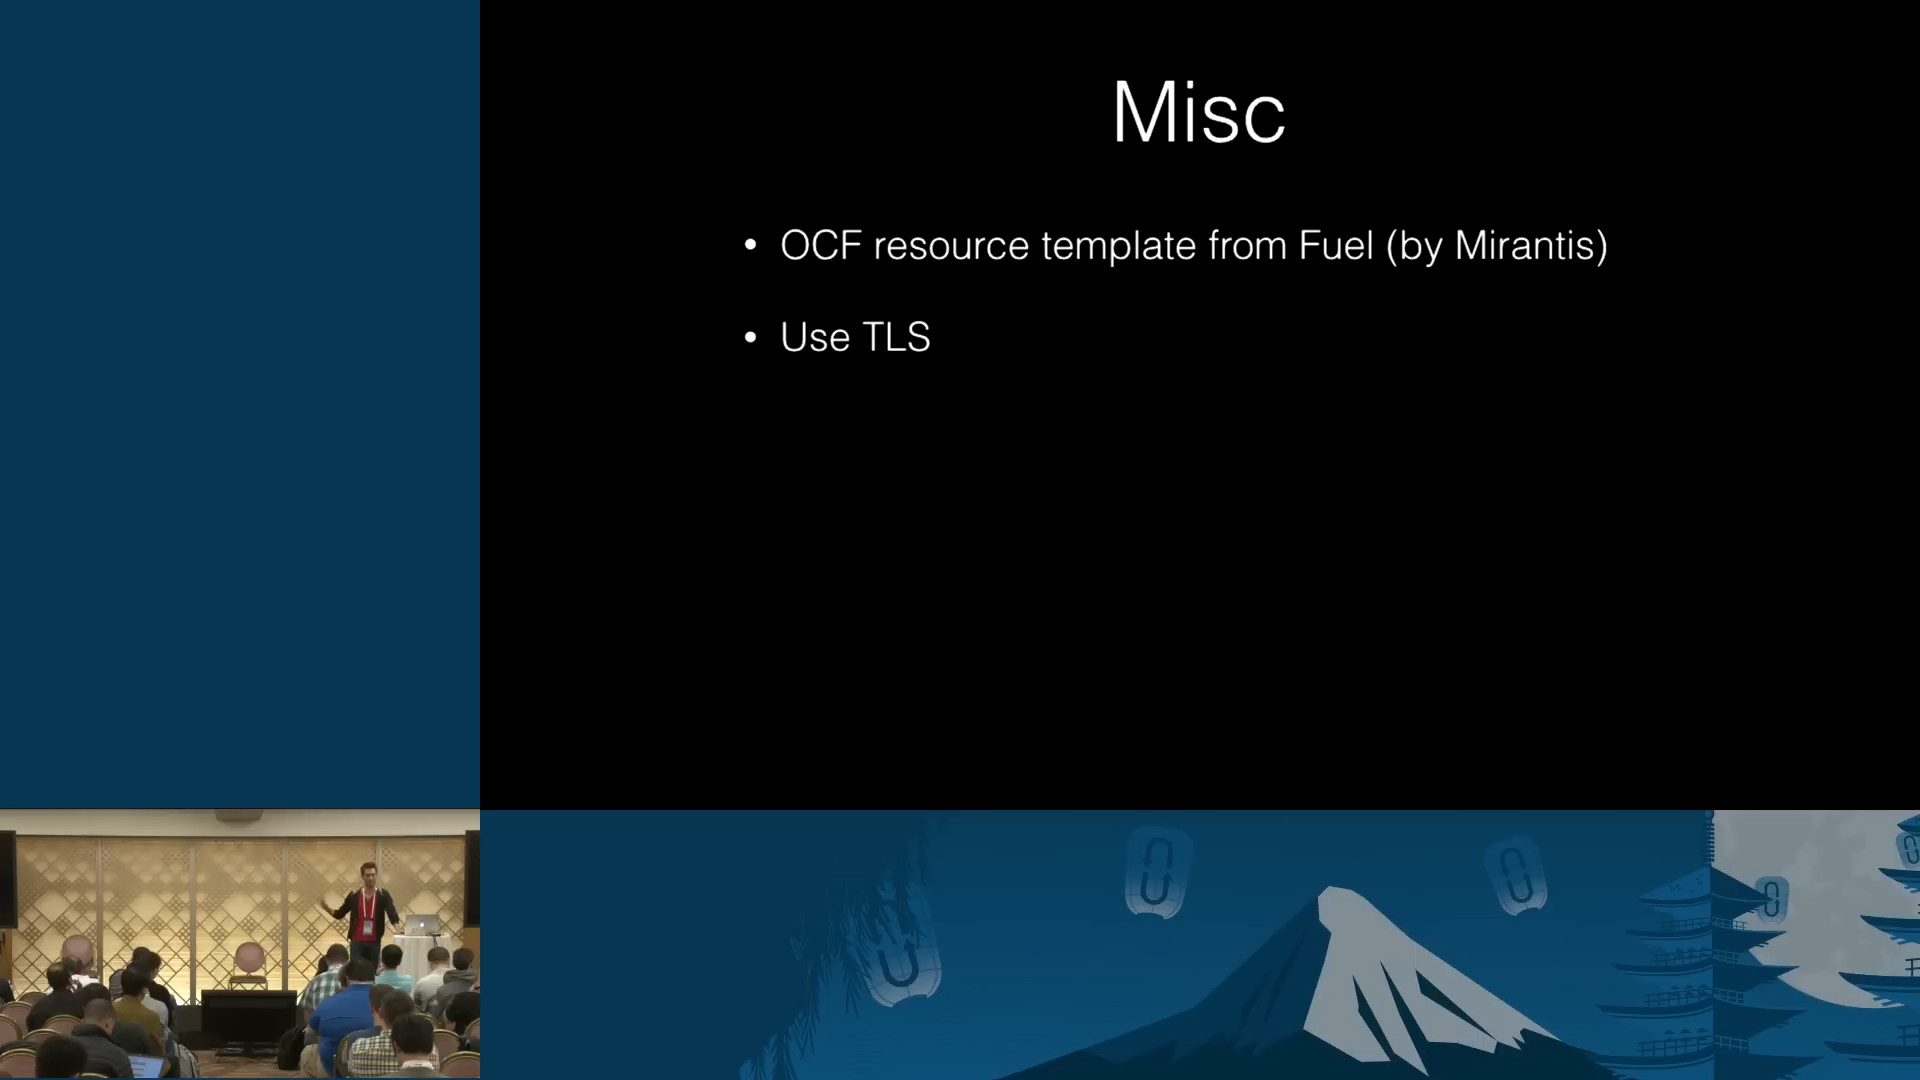 Misc
• OCF resource template from Fuel (by Mirantis)
• Use TLS